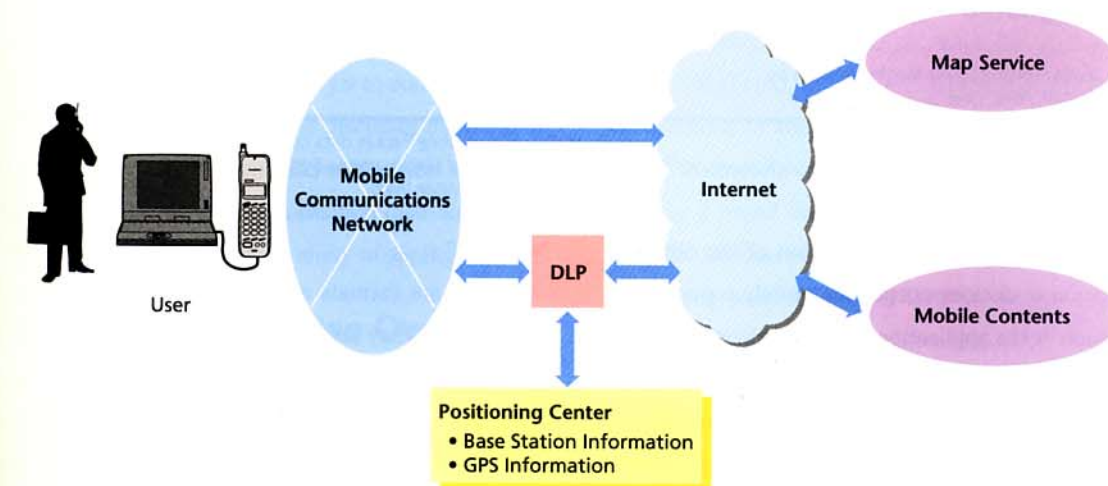 Map Service
Mobile
Communications
Network
Internet
DLP
User
Mobile Contents
Positioning Center
• Base Station Information
• GPS Information